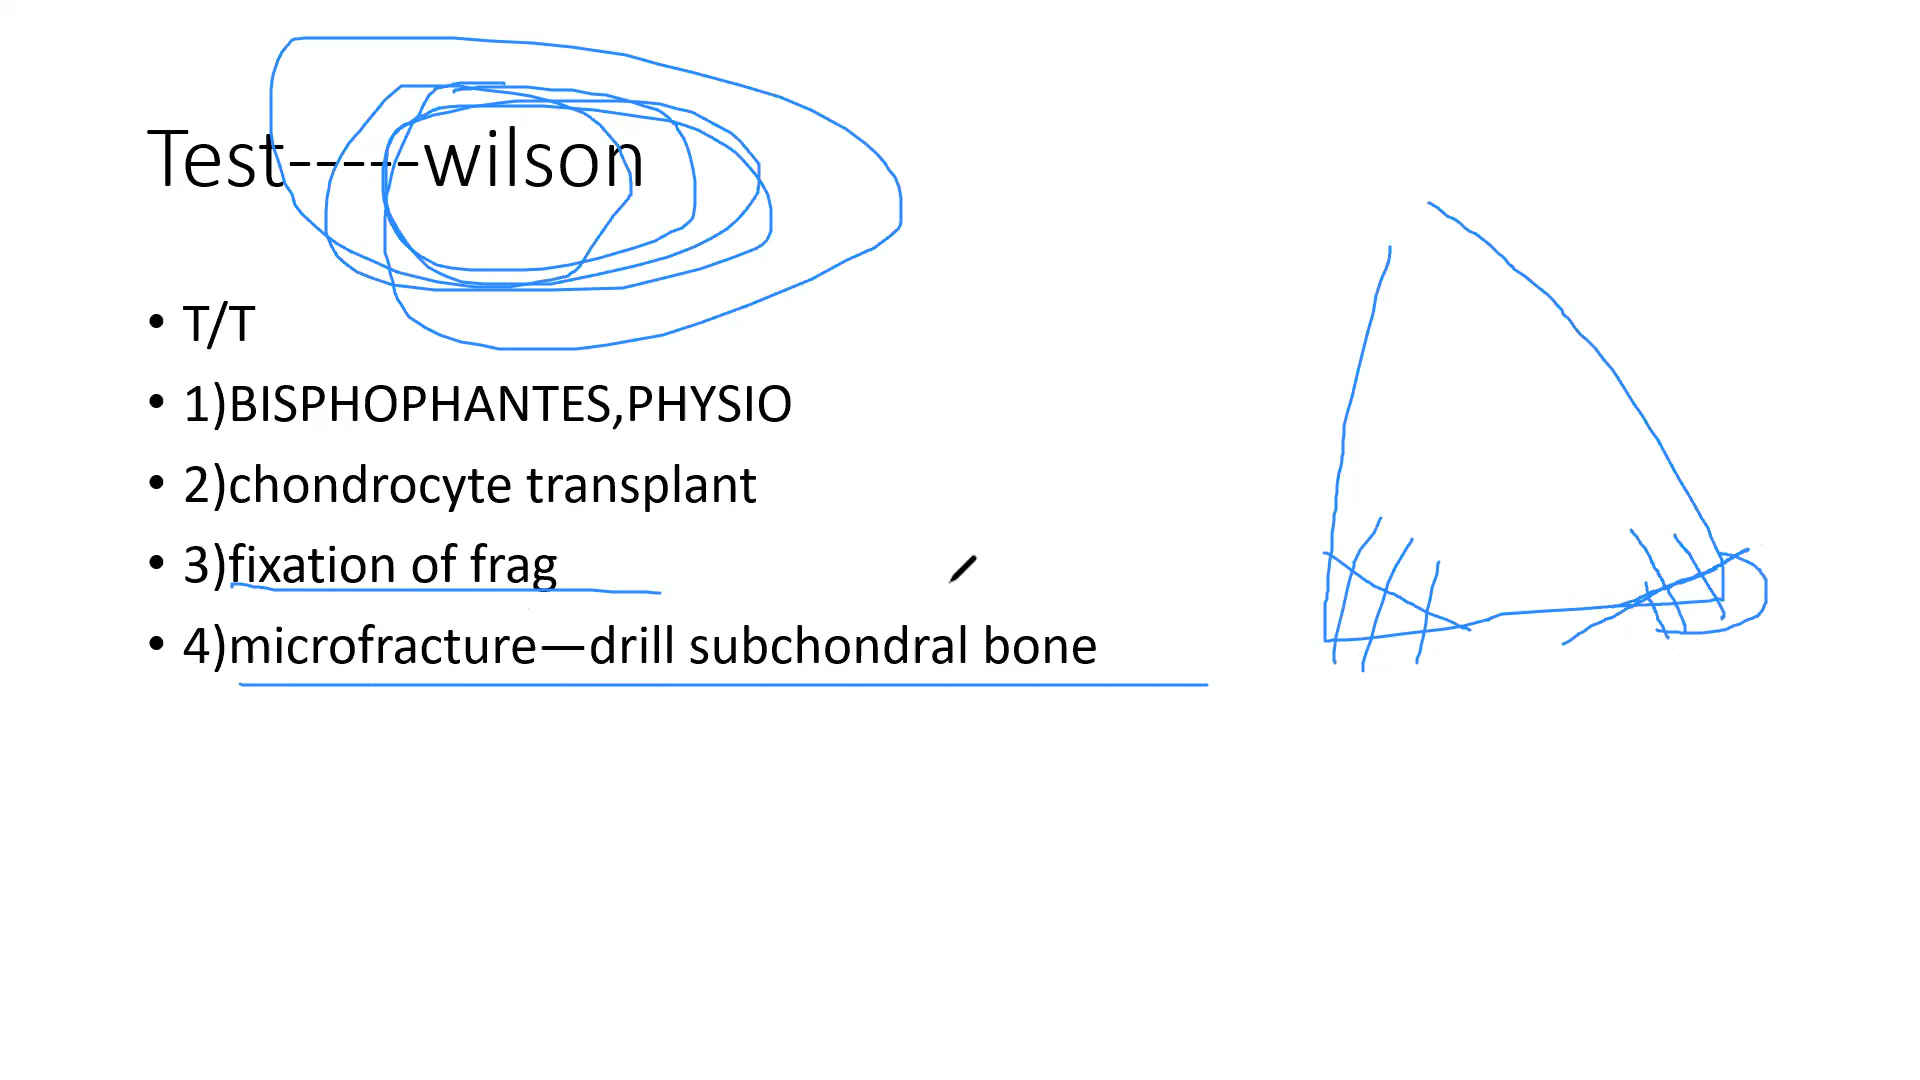 Test-----wilson
• T/T
• 1)BISPHOPHANTES,PHYSIO
• 2)chondrocyte transplant
• 3)fixation of frag
• 4)microfracture—drill subchondral bone